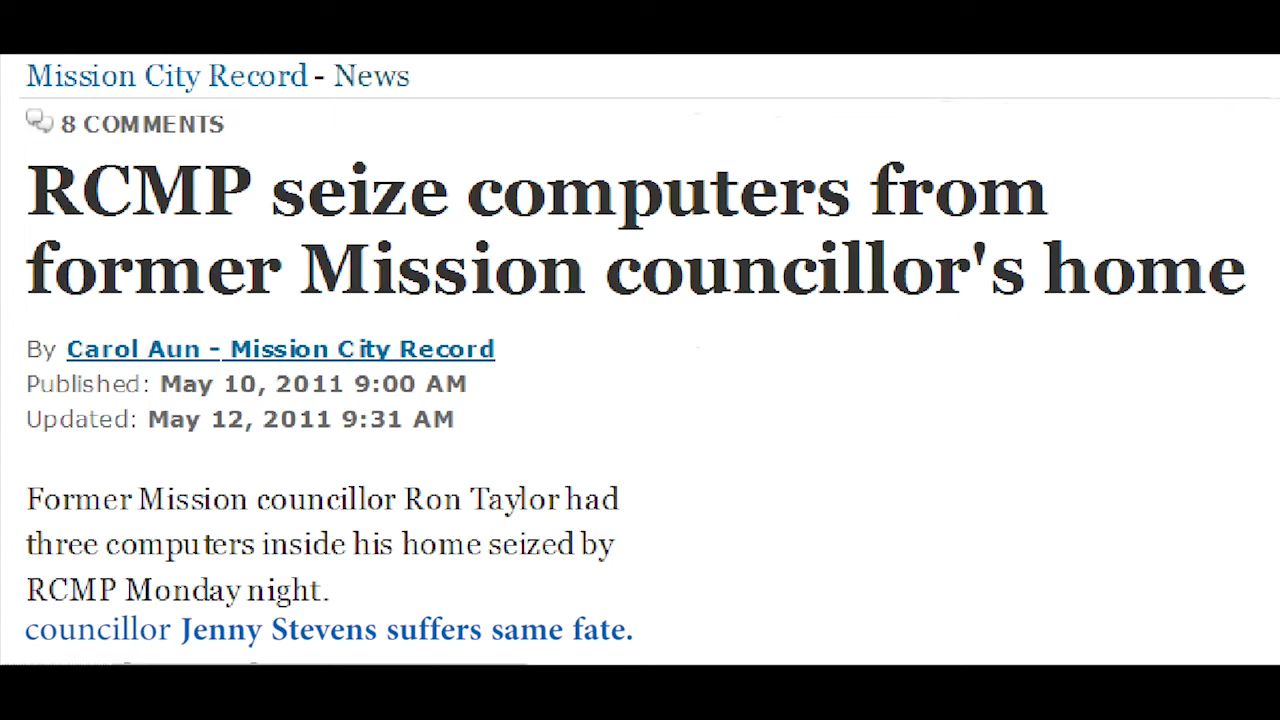 Mission City Record - News
8 COMMENTS
RCMP seize computers from
former Mission councillor's home
By Carol Aun - Mission City Record
Published: May 10, 2011 9:00 AM
Updated: May 12, 2011 9:31 AM
Former Mission councillor Ron Taylor had
three computers inside his home seized by
RCMP Monday night.
councillor Jenny Stevens suffers same fate.